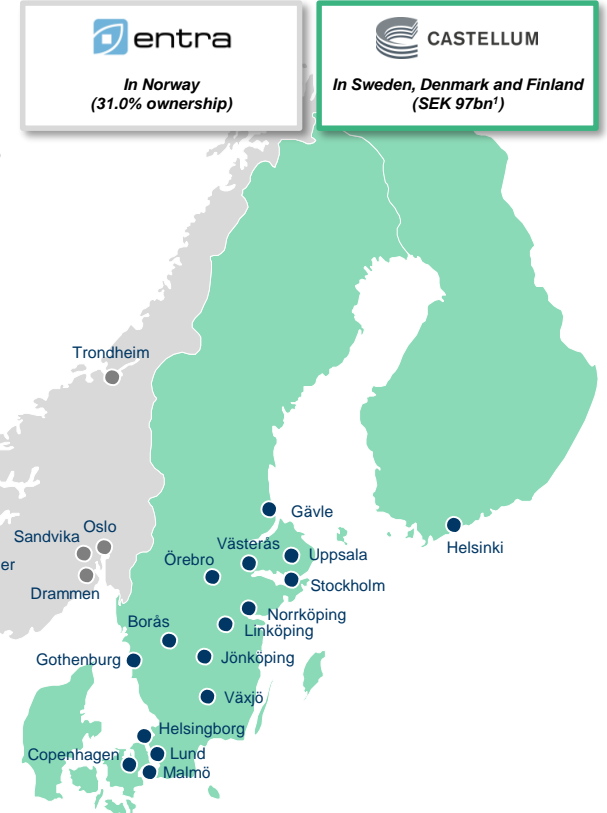 entra
In Norway
(31.0% ownership)
CASTELLUM
In Sweden, Denmark and Finland
(SEK 97bn¹)
Trondheim
Gävle
Oslo
Sandvika
er
Drammen
Helsinki
Västerås
Uppsala
Örebro
Stockholm
Norrköping
Borås
Linköping
Gothenburg
Jönköping
Växjö
Helsingborg
Copenhagen
Lund
Malmö